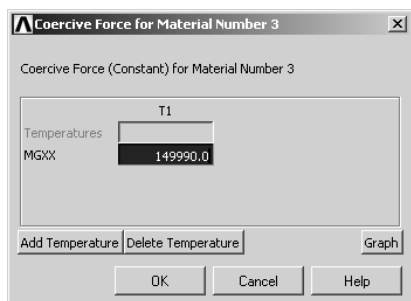 Coercive Force for Material Number 3
Coercive Force (Constant) for Material Number 3
T1
Temperatures
MGXX 149990.0
Add Temperature Delete Temperature Graph
OK Cancel Help